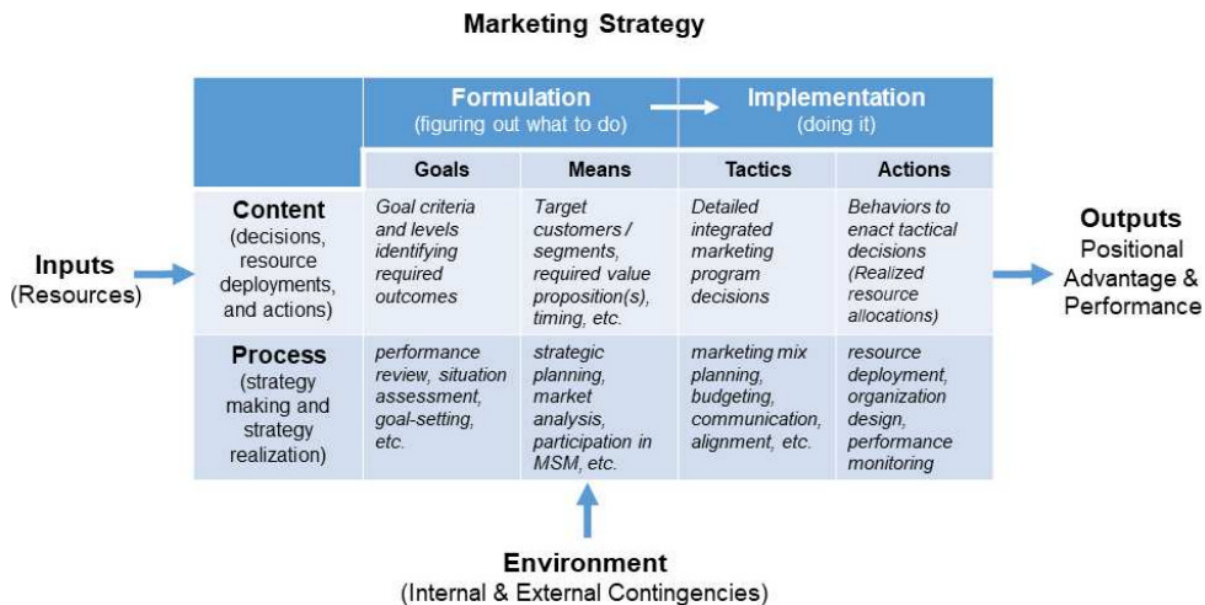 Marketing Strategy
Formulation
(figuring out what to do)
Implementation
(doing it)
Goals
Means
Tactics
Actions
Content
(decisions,
resource
deployments,
and actions)
Goal criteria
and levels
identifying
required
outcomes
Target
customers /
segments,
required value
proposition(s),
timing, etc.
Detailed
integrated
marketing
program
decisions
Behaviors to
enact tactical
decisions
(Realized
resource
allocations)
Inputs
(Resources)
Outputs
Positional
Advantage &
Performance
Process
(strategy
making and
strategy
realization)
performance
review, situation
assessment,
goal-setting,
etc.
strategic
planning,
market
analysis,
participation in
MSM, etc.
marketing mix
planning,
budgeting,
communication,
alignment, etc.
resource
deployment,
organization
design,
performance
monitoring
Environment
(Internal & External Contingencies)